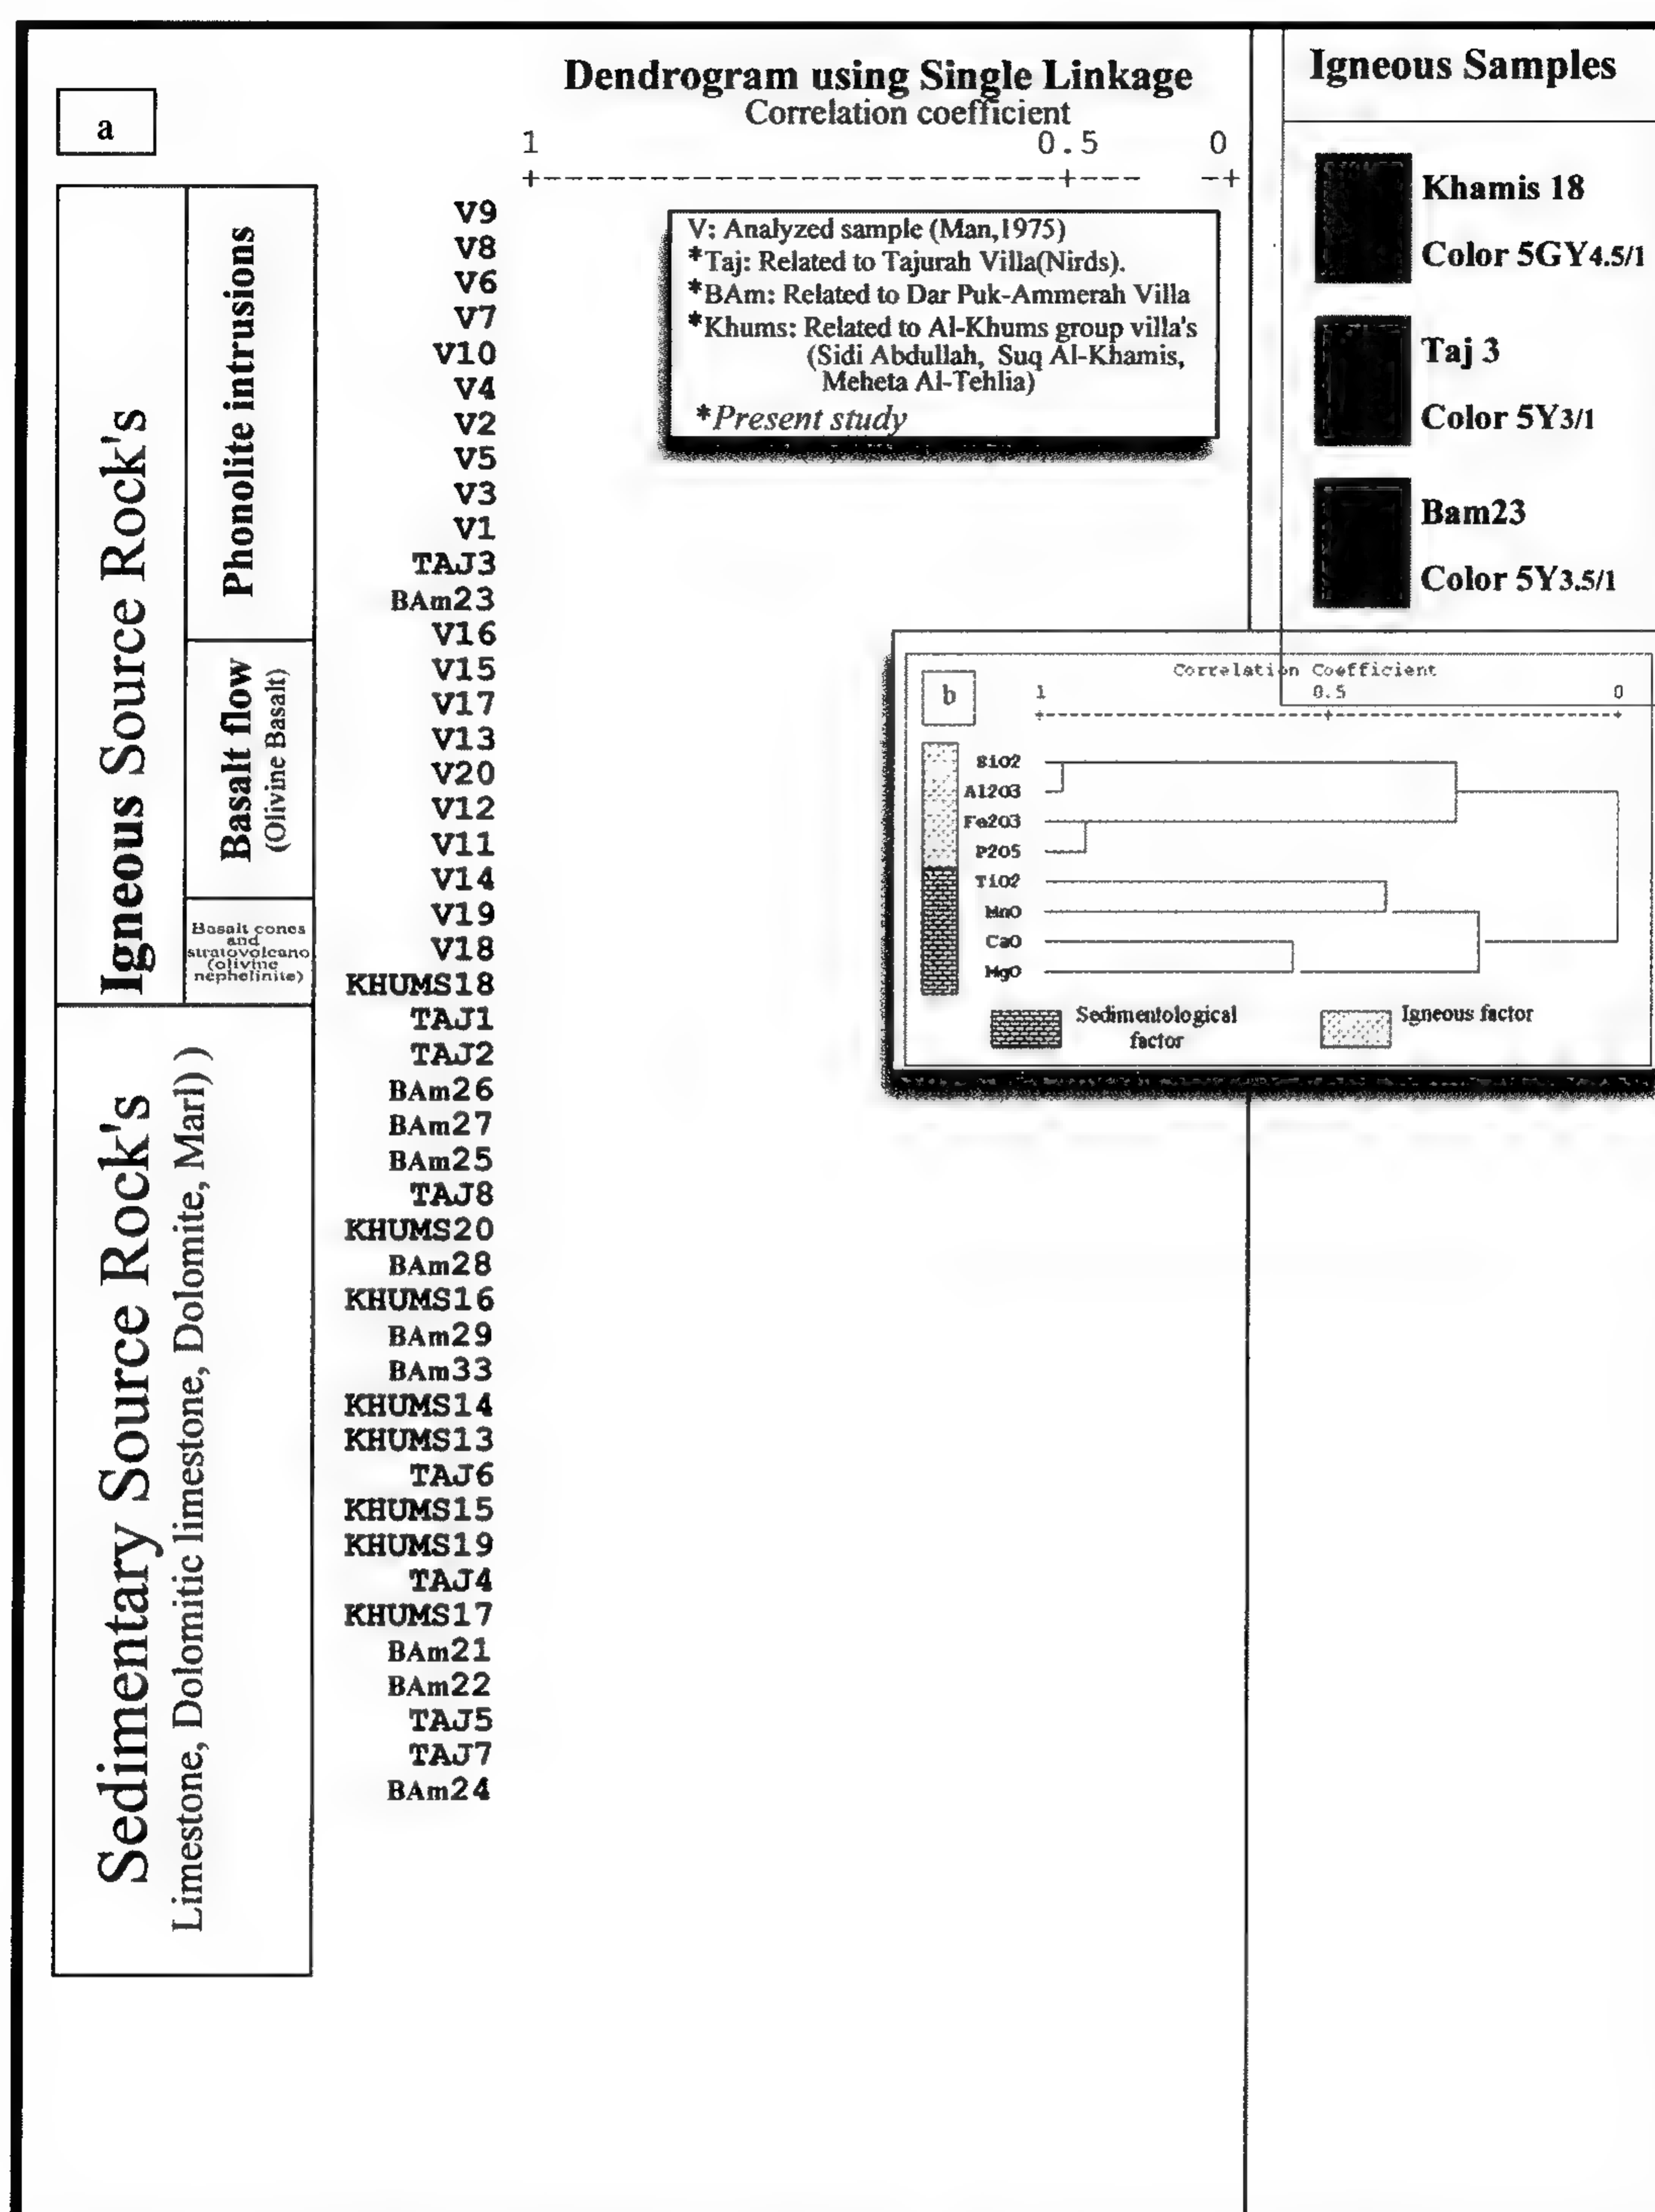 a
Dendrogram using Single Linkage
Correlation coefficient
1 0.5 0
Igneous Source Rock's
Phonolite intrusions
Basalt flow
(Olivine Basalt)
Basalt cones
and
stratovolcano
(olivine
nephelinite)
Sedimentary Source Rock's
Limestone, Dolomitic limestone, Dolomite, Marl) )
V9
V8
V6
V7
V10
V4
V2
V5
V3
V1
TAJ3
BAm23
V16
V15
V17
V13
V20
V12
V11
V14
V19
V18
KHUMS18
TAJ1
TAJ2
BAm26
BAm27
BAm25
TAJ8
KHUMS20
BAm28
KHUMS16
BAm29
BAm33
KHUMS14
KHUMS13
TAJ6
KHUMS15
KHUMS19
TAJ4
KHUMS17
BAm21
BAm22
TAJ5
TAJ7
BAm24
V: Analyzed sample (Man,1975)
*Taj: Related to Tajurah Villa(Nirds).
*BAm: Related to Dar Puk-Ammerah Villa
*Khums: Related to Al-Khums group villa's
(Sidi Abdullah, Suq Al-Khamis,
Meheta Al-Tehlia)
*Present study
Igneous Samples
Khamis 18
Color 5GY4.5/1
Taj 3
Color 5Y3/1
Bam23
Color 5Y3.5/1
b
Correlation Coefficient
1 0.5 0
SiO2
Al2O3
Fe2O3
P2O5
TiO2
MnO
CaO
MgO
Sedimentological
factor
Igneous factor